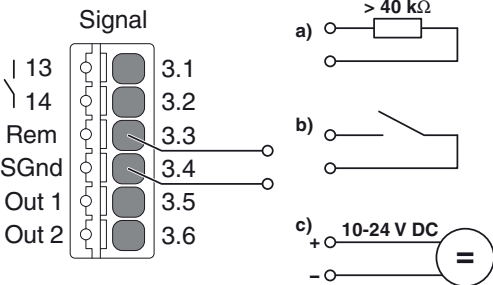 Signal
13 3.1
14 3.2
Rem 3.3
SGnd 3.4
Out 1 3.5
Out 2 3.6
> 40 kΩ
a)
b)
c) 10-24 V DC
+
=
–